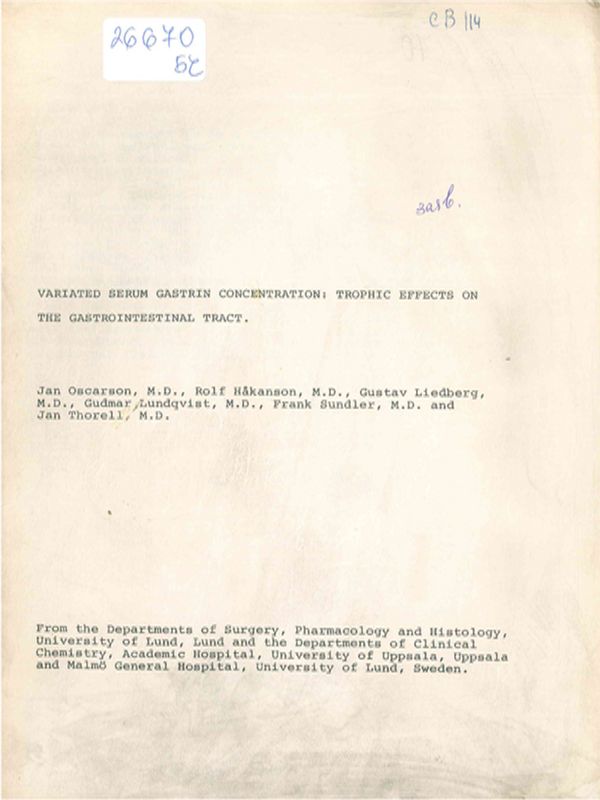 26670
52
CB 114
VARIATED SERUM GASTRIN CONCENTRATION: TROPHIC EFFECTS ON
THE GASTROINTESTINAL TRACT.
Jan Oscarson, M.D., Rolf Håkanson, M.D., Gustav Liedberg,
M.D., Gudmar Lundqvist, M.D., Frank Sundler, M.D. and
Jan Thorell, M.D.
From the Departments of Surgery, Pharmacology and Histology,
University of Lund, Lund and the Departments of Clinical
Chemistry, Academic Hospital, University of Uppsala, Uppsala
and Malmö General Hospital, University of Lund, Sweden.